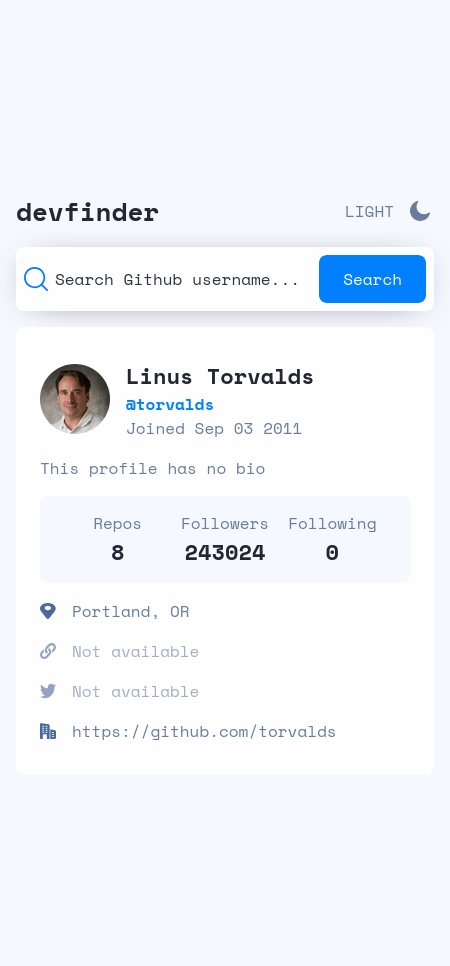 devfinder
LIGHT
Search Github username...
Search
Linus Torvalds
@torvalds
Joined Sep 03 2011
This profile has no bio
Repos Followers Following
8 243024 0
Portland, OR
Not available
Not available
https://github.com/torvalds